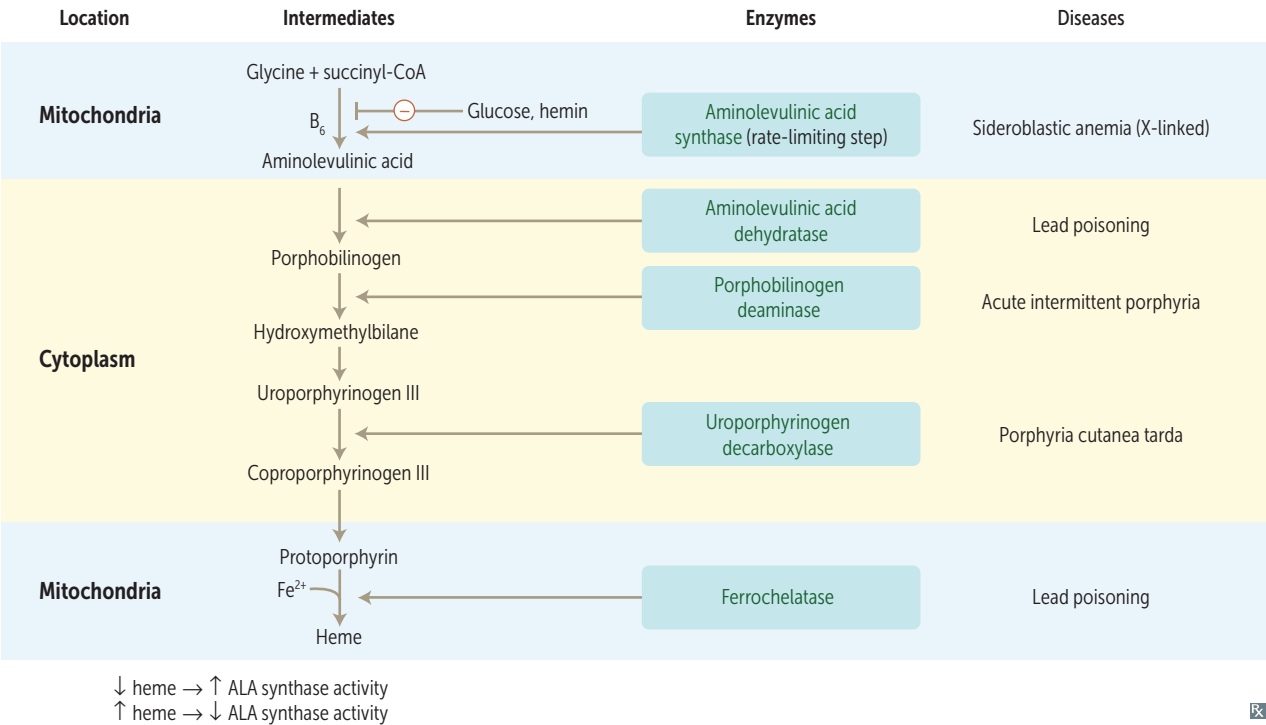 Location Intermediates Enzymes Diseases
Glycine + succinyl-CoA
Mitochondria
B6
− Glucose, hemin
Aminolevulinic acid
synthase (rate-limiting step)
Sideroblastic anemia (X-linked)
Aminolevulinic acid
Aminolevulinic acid
dehydratase
Lead poisoning
Porphobilinogen
Porphobilinogen
deaminase
Acute intermittent porphyria
Hydroxymethylbilane
Cytoplasm
Uroporphyrinogen III
Uroporphyrinogen
decarboxylase
Porphyria cutanea tarda
Coproporphyrinogen III
Protoporphyrin
Mitochondria
Fe2+
Ferrochelatase
Lead poisoning
Heme
↓ heme → ↑ ALA synthase activity
↑ heme → ↓ ALA synthase activity
Rx